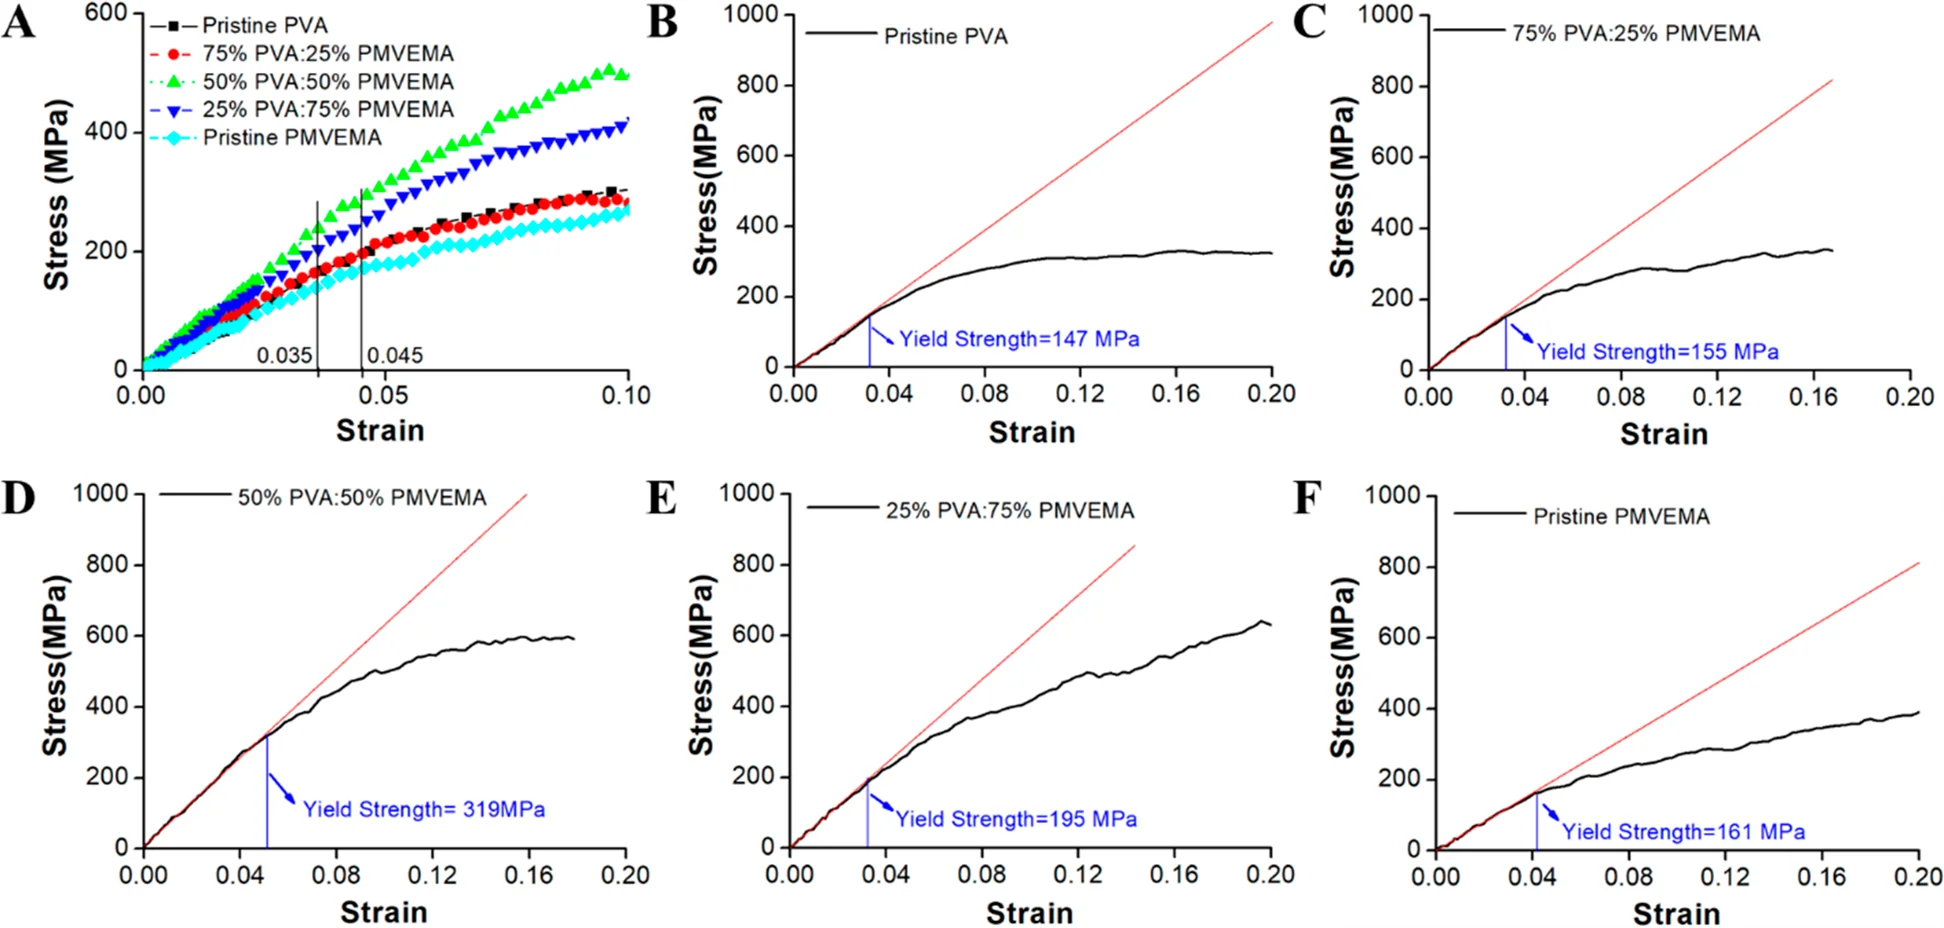 A
600
400
200
0
Stress (MPa)
Pristine PVA
75% PVA:25% PMVEMA
50% PVA:50% PMVEMA
25% PVA:75% PMVEMA
Pristine PMVEMA
0.035
0.045
0.00
0.05
0.10
Strain
B
1000
800
600
400
200
0
Stress(MPa)
Pristine PVA
Yield Strength=147 MPa
0.00
0.04
0.08
0.12
0.16
0.20
Strain
C
1000
800
600
400
200
0
Stress(MPa)
75% PVA:25% PMVEMA
Yield Strength=155 MPa
0.00
0.04
0.08
0.12
0.16
0.20
Strain
D
1000
800
600
400
200
0
Stress(MPa)
50% PVA:50% PMVEMA
Yield Strength= 319MPa
0.00
0.04
0.08
0.12
0.16
0.20
Strain
E
1000
800
600
400
200
0
Stress(MPa)
25% PVA:75% PMVEMA
Yield Strength=195 MPa
0.00
0.04
0.08
0.12
0.16
0.20
Strain
F
1000
800
600
400
200
0
Stress(MPa)
Pristine PMVEMA
Yield Strength=161 MPa
0.00
0.04
0.08
0.12
0.16
0.20
Strain